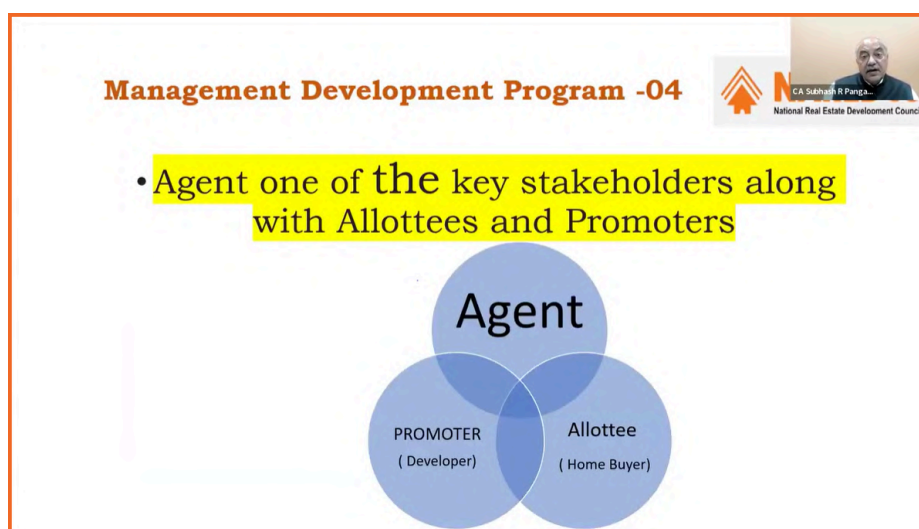 Management Development Program -04
CA Subhash R Panga...
National Real Estate Development Counci
• Agent one of the key stakeholders along
with Allottees and Promoters
Agent
PROMOTER
( Developer)
Allottee
( Home Buyer)